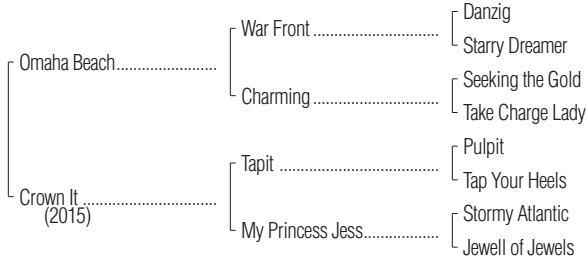 Danzig
War Front
Starry Dreamer
Omaha Beach
Seeking the Gold
Charming
Take Charge Lady
Pulpit
Tapit
Tap Your Heels
Crown It
(2015)
Stormy Atlantic
My Princess Jess
Jewell of Jewels